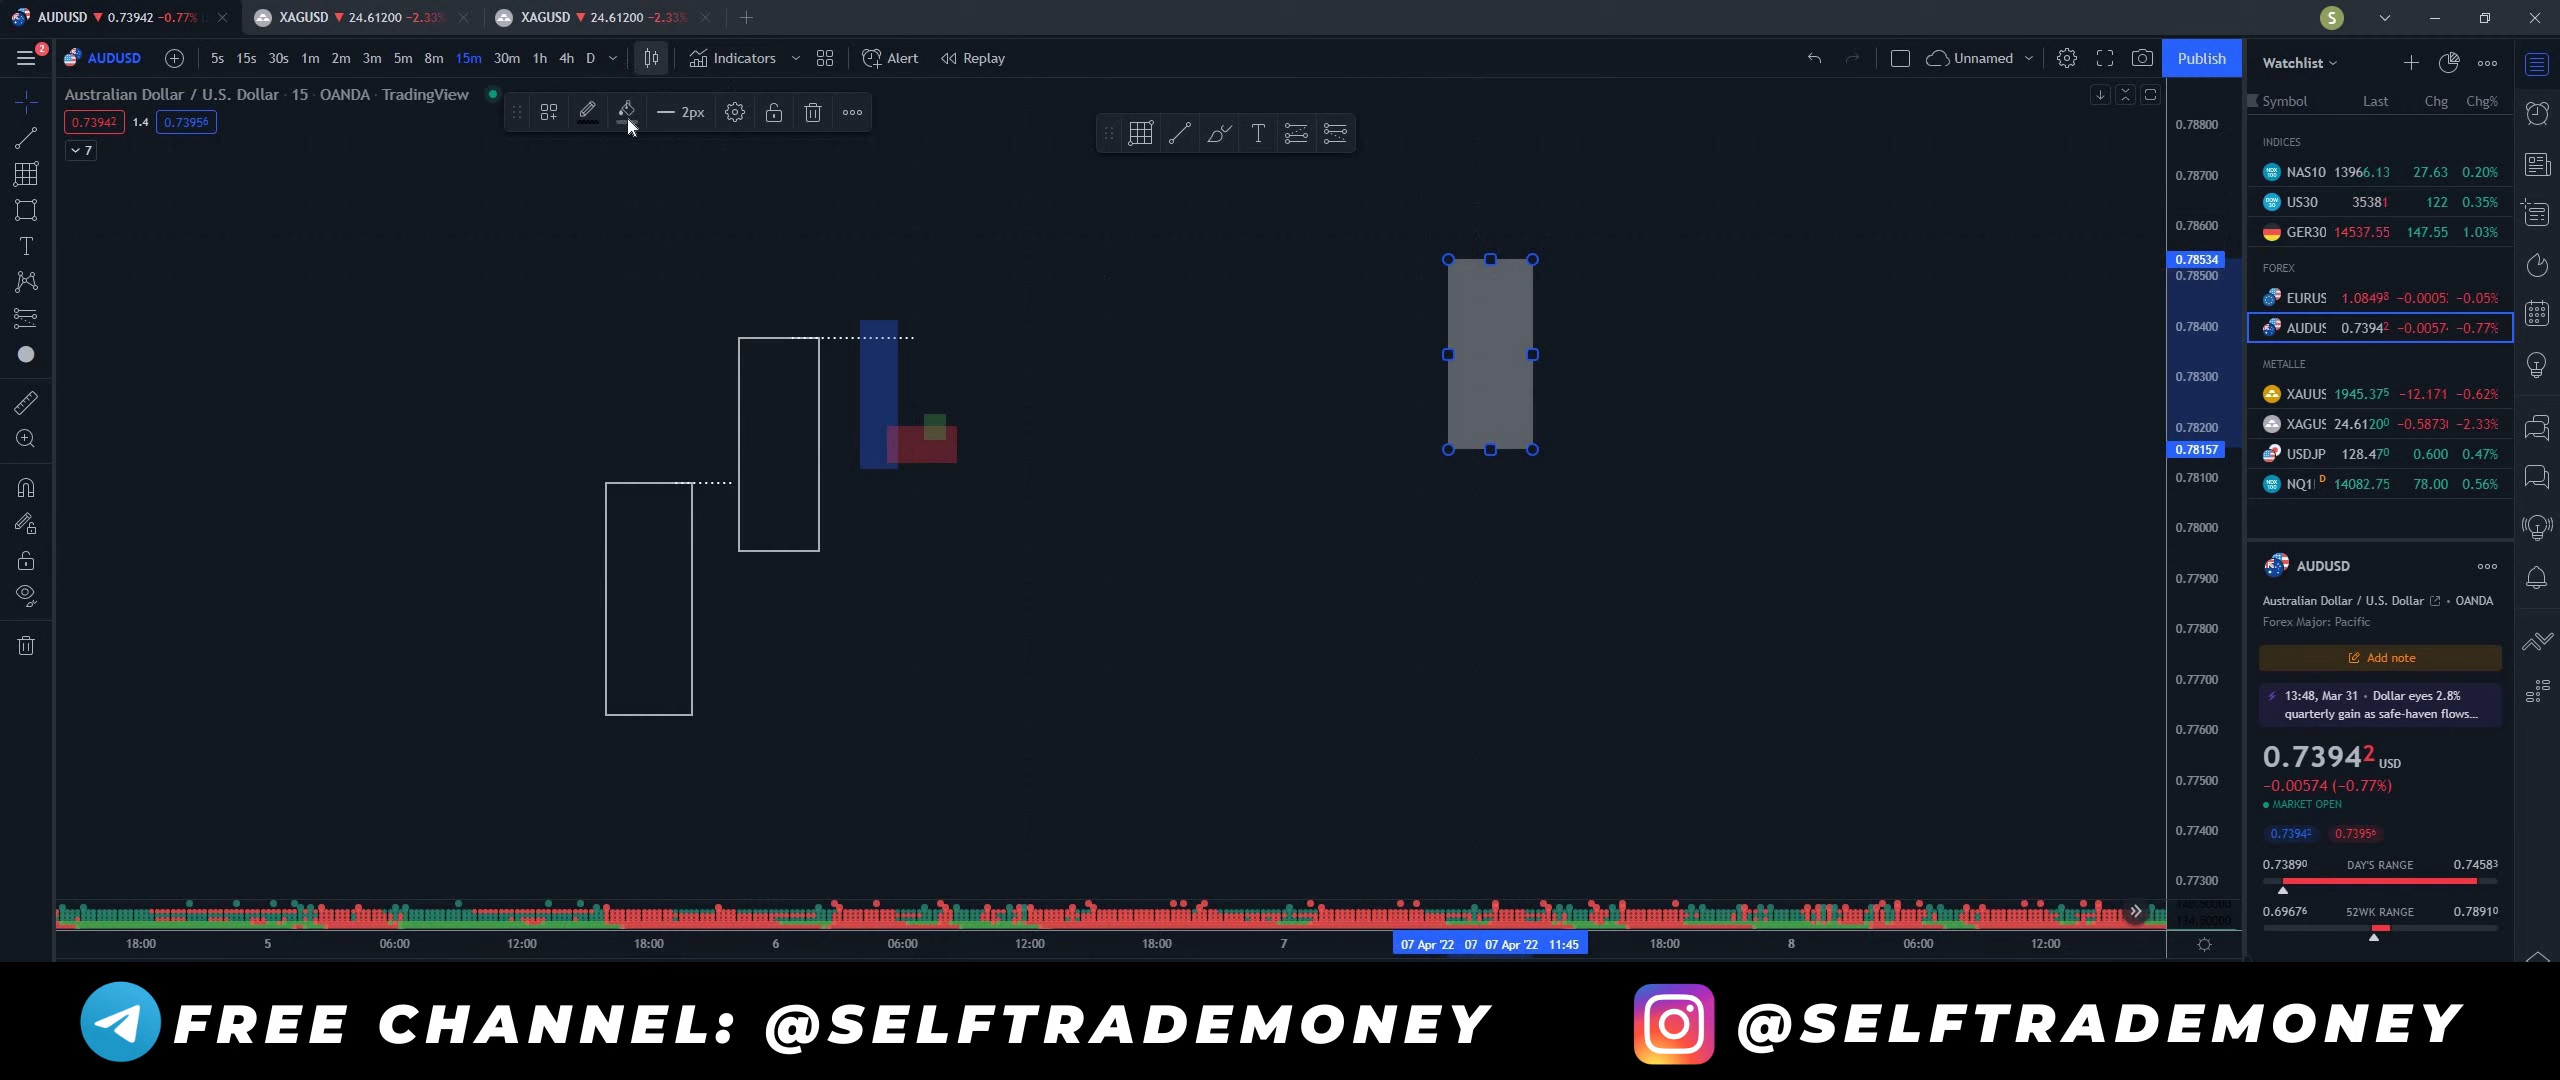 AUDUSD ▼ 0.73942 −0.77%
XAGUSD ▼ 24.61200 −2.33%
XAGUSD ▼ 24.61200 −2.33%
S
2
AUDUSD
5s 15s 30s 1m 2m 3m 5m 8m 15m 30m 1h 4h D
Indicators
Alert
Replay
Unnamed
Publish
Australian Dollar / U.S. Dollar · 15 · OANDA · TradingView
0.73942 1.4 0.73956
7
2px
T
T
0.78800
0.78700
0.78600
0.78534
0.78500
0.78400
0.78300
0.78200
0.78157
0.78100
0.78000
0.77900
0.77800
0.77700
0.77600
0.77500
0.77400
0.77300
18:00 5 06:00 12:00 18:00 6 06:00 12:00 18:00 7 07 Apr '22 07 07 Apr '22 11:45 18:00 8 06:00 12:00
Watchlist
Symbol Last Chg Chg%
INDICES
NAS10 13966.13 27.63 0.20%
US30 35381 122 0.35%
GER30 14537.55 147.55 1.03%
FOREX
EURUS 1.08498 −0.0005 −0.05%
AUDUS 0.73942 −0.0057 −0.77%
METALLE
XAUUS 1945.375 −12.171 −0.62%
XAGUS 24.61200 −0.5873 −2.33%
USDJP 128.470 0.600 0.47%
NQ1! D 14082.75 78.00 0.56%
AUDUSD
Australian Dollar / U.S. Dollar • OANDA
Forex Major: Pacific
Add note
13:48, Mar 31 • Dollar eyes 2.8%
quarterly gain as safe-haven flows...
0.73942 USD
−0.00574 (−0.77%)
MARKET OPEN
0.73942 0.73956
0.73890 DAY'S RANGE 0.74583
0.69676 52WK RANGE 0.78910
FREE CHANNEL: @SELFTRADEMONEY
@SELFTRADEMONEY